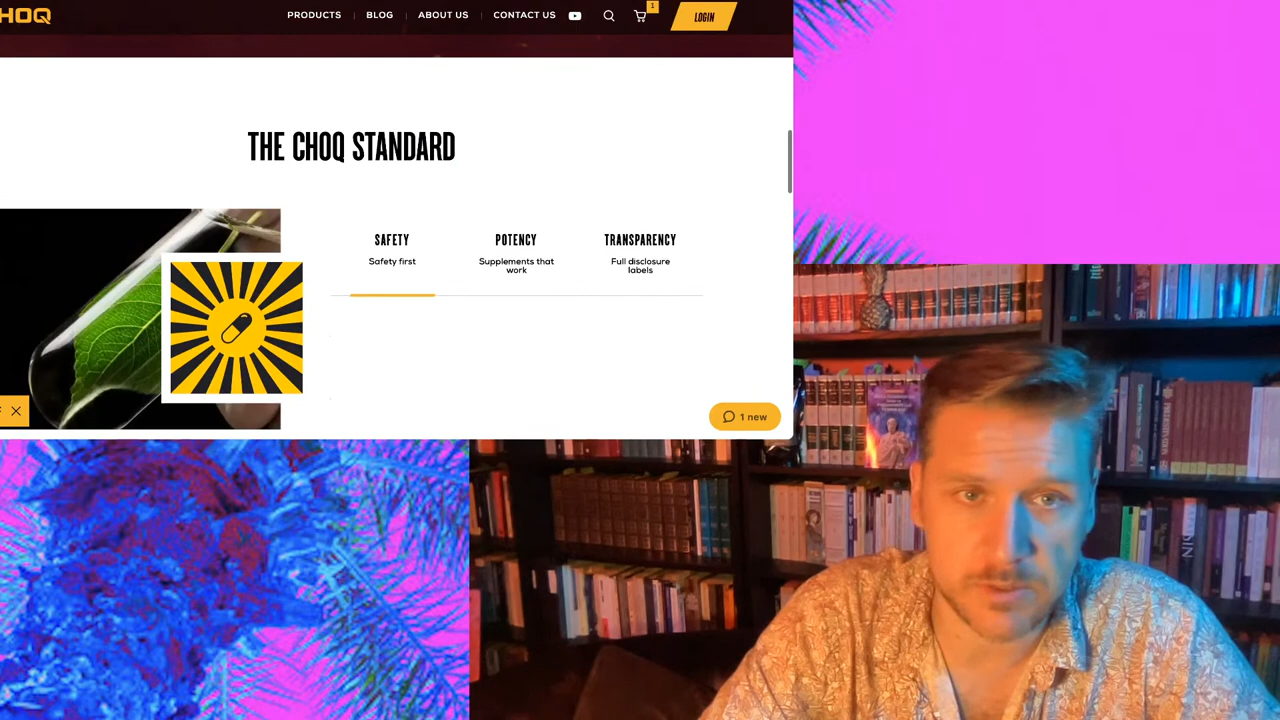 HOQ
PRODUCTS
BLOG
ABOUT US
CONTACT US
1
LOGIN
THE CHOQ STANDARD
SAFETY
POTENCY
TRANSPARENCY
Safety first
Supplements that
work
Full disclosure
labels
1 new